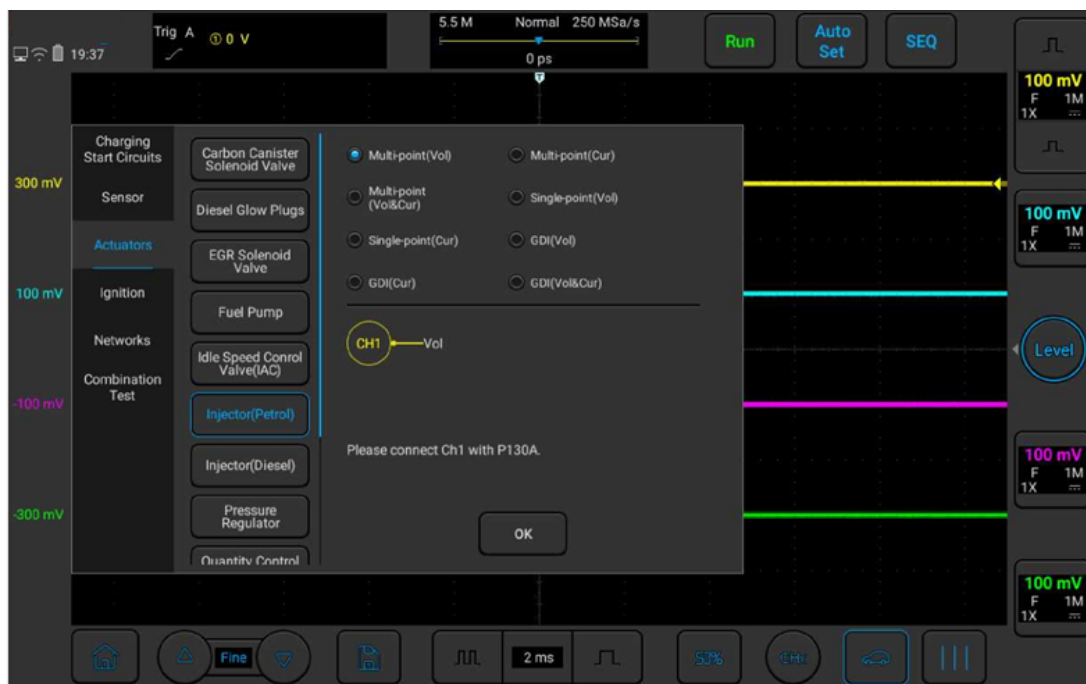 19:37
Trig A ① 0 V
5.5 M Normal 250 MSa/s
0 ps
T
Run
Auto
Set
SEQ
100 mV
F 1M
1X
300 mV
100 mV
-100 mV
-300 mV
Charging
Start Circuits
Sensor
Actuators
Ignition
Networks
Combination
Test
Carbon Canister
Solenoid Valve
Diesel Glow Plugs
EGR Solenoid
Valve
Fuel Pump
Idle Speed Conrol
Valve(IAC)
Injector(Petrol)
Injector(Diesel)
Pressure
Regulator
Quantity Control
Multi-point(Vol)
Multi-point(Cur)
Multi-point
(Vol&Cur)
Single-point(Vol)
Single-point(Cur)
GDI(Vol)
GDI(Cur)
GDI(Vol&Cur)
CH1 Vol
Please connect Ch1 with P130A.
OK
100 mV
F 1M
1X
Level
100 mV
F 1M
1X
100 mV
F 1M
1X
Fine
2 ms
50%